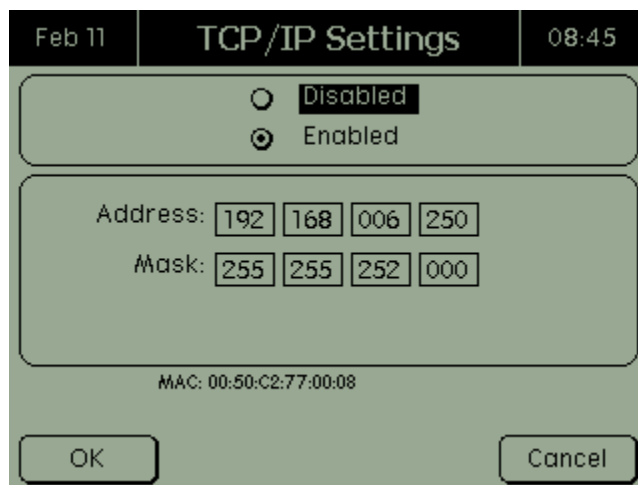 Feb 11 TCP/IP Settings 08:45
Disabled
Enabled
Address: 192 168 006 250
Mask: 255 255 252 000
MAC: 00:50:C2:77:00:08
OK Cancel